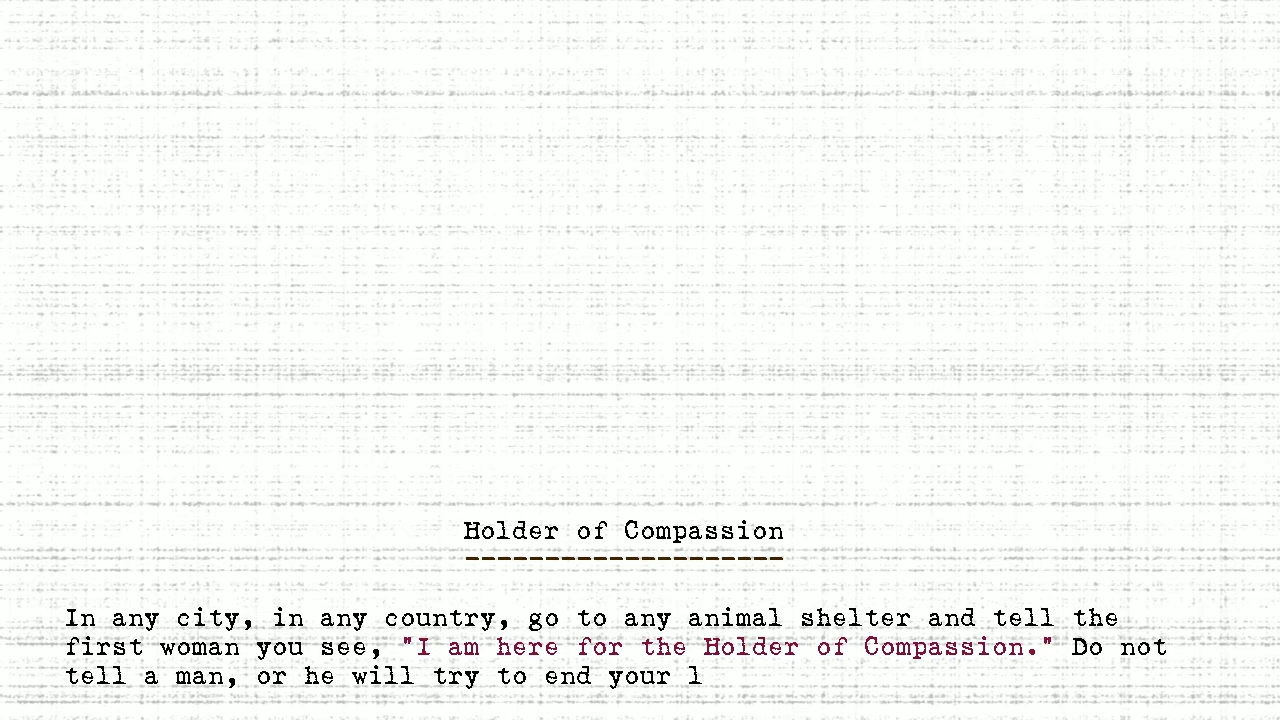 Holder of Compassion
--------------------
In any city, in any country, go to any animal shelter and tell the
first woman you see, "I am here for the Holder of Compassion." Do not
tell a man, or he will try to end your l